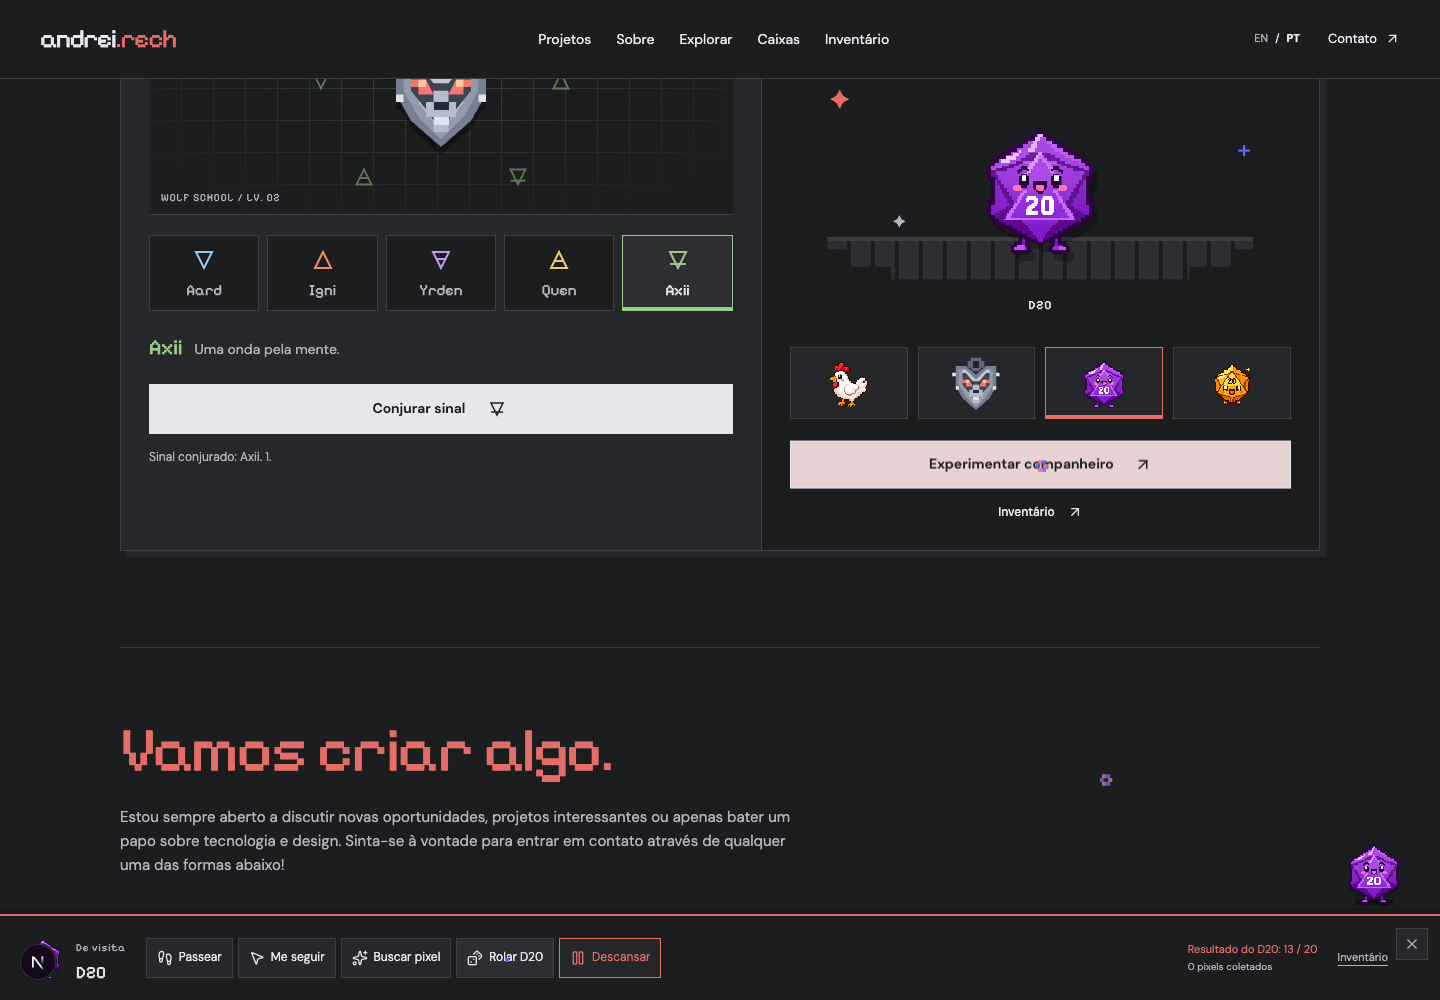 andrei.rech
Projetos
Sobre
Explorar
Caixas
Inventário
EN / PT
Contato
WOLF SCHOOL / LV. 02
Aard
Igni
Yrden
Quen
Axii
Axii Uma onda pela mente.
Conjurar sinal
Sinal conjurado: Axii. 1.
20
D20
20
20
Experimentar companheiro
Inventário
Vamos criar algo.
Estou sempre aberto a discutir novas oportunidades, projetos interessantes ou apenas bater um
papo sobre tecnologia e design. Sinta-se à vontade para entrar em contato através de qualquer
uma das formas abaixo!
20
N
De visita
D20
Passear
Me seguir
Buscar pixel
Rolar D20
Descansar
Resultado do D20: 13 / 20
0 pixels coletados
Inventário